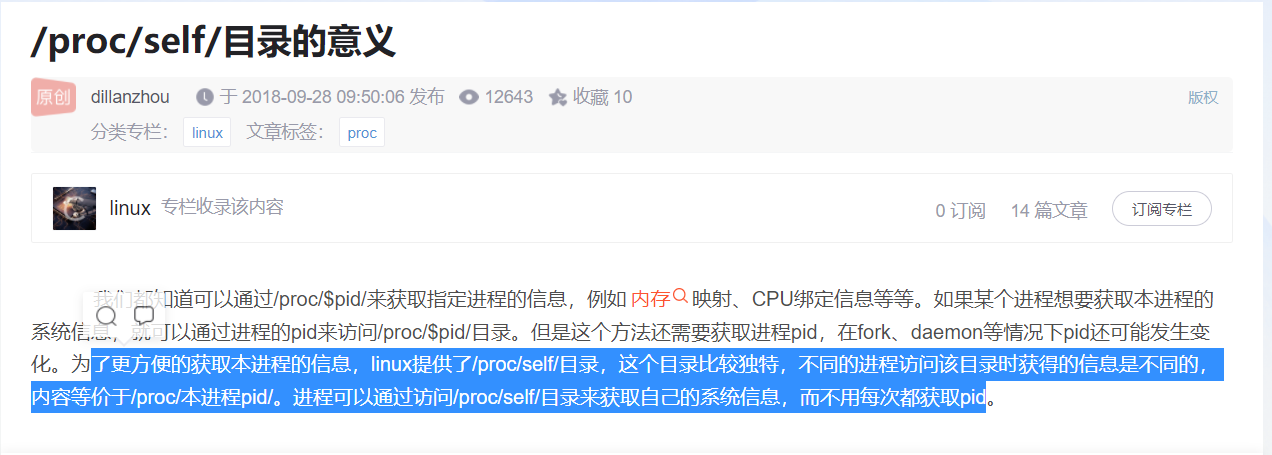 /proc/self/目录的意义
原创 dillanzhou 于 2018-09-28 09:50:06 发布 12643 收藏 10 版权
分类专栏: linux 文章标签: proc
linux 专栏收录该内容 0 订阅 14 篇文章 订阅专栏
我们都知道可以通过/proc/$pid/来获取指定进程的信息，例如 内存 映射、CPU绑定信息等等。如果某个进程想要获取本进程的
系统信息，就可以通过进程的pid来访问/proc/$pid/目录。但是这个方法还需要获取进程pid，在fork、daemon等情况下pid还可能发生变
化。为了更方便的获取本进程的信息，linux提供了/proc/self/目录，这个目录比较独特，不同的进程访问该目录时获得的信息是不同的，
内容等价于/proc/本进程pid/。进程可以通过访问/proc/self/目录来获取自己的系统信息，而不用每次都获取pid。